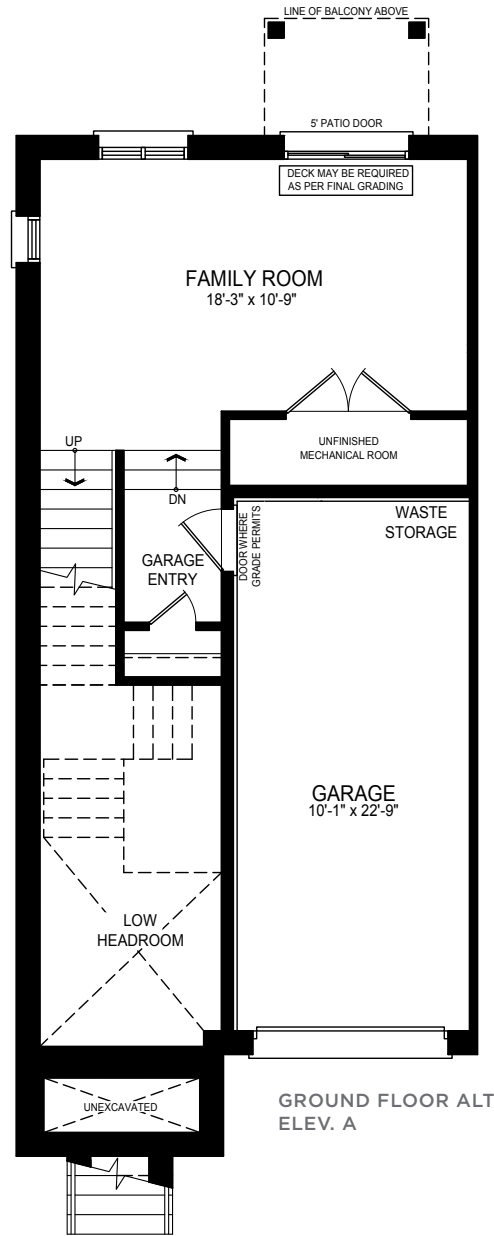 LINE OF BALCONY ABOVE
5' PATIO DOOR
DECK MAY BE REQUIRED
AS PER FINAL GRADING
FAMILY ROOM
18'-3" x 10'-9"
UP
UNFINISHED
MECHANICAL ROOM
DN
DOOR WHERE
GRADE PERMITS
WASTE
STORAGE
GARAGE
ENTRY
GARAGE
10'-1" x 22'-9"
LOW
HEADROOM
UNEXCAVATED
GROUND FLOOR ALT
ELEV. A